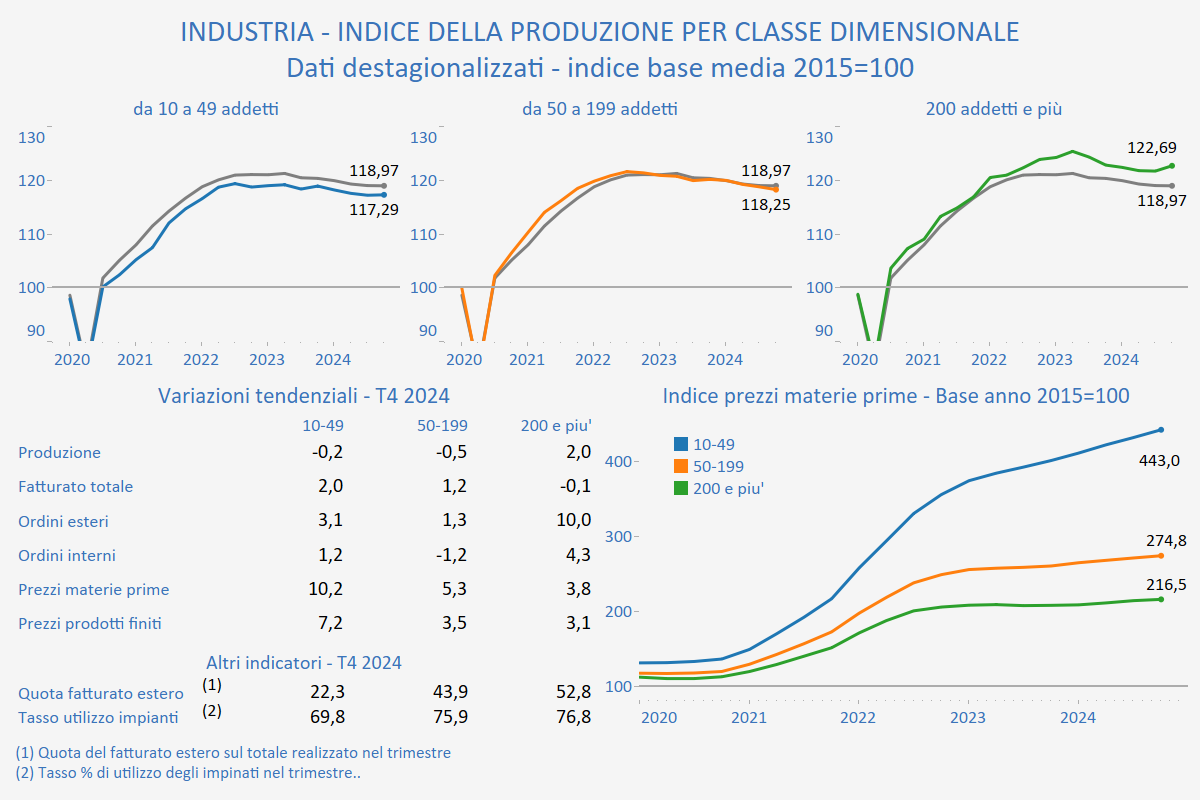 INDUSTRIA - INDICE DELLA PRODUZIONE PER CLASSE DIMENSIONALE
Dati destagionalizzati - indice base media 2015=100
da 10 a 49 addetti
130
120
110
100
90
118,97
117,29
2020 2021 2022 2023 2024
da 50 a 199 addetti
130
120
110
100
90
118,97
118,25
2020 2021 2022 2023 2024
200 addetti e più
130
120
110
100
90
122,69
118,97
2020 2021 2022 2023 2024
Variazioni tendenziali - T4 2024
10-49 50-199 200 e piu'
Produzione -0,2 -0,5 2,0
Fatturato totale 2,0 1,2 -0,1
Ordini esteri 3,1 1,3 10,0
Ordini interni 1,2 -1,2 4,3
Prezzi materie prime 10,2 5,3 3,8
Prezzi prodotti finiti 7,2 3,5 3,1
Altri indicatori - T4 2024
Quota fatturato estero (1) 22,3 43,9 52,8
Tasso utilizzo impianti (2) 69,8 75,9 76,8
(1) Quota del fatturato estero sul totale realizzato nel trimestre
(2) Tasso % di utilizzo degli impinati nel trimestre..
Indice prezzi materie prime - Base anno 2015=100
10-49
50-199
200 e piu'
400
300
200
100
443,0
274,8
216,5
2020 2021 2022 2023 2024